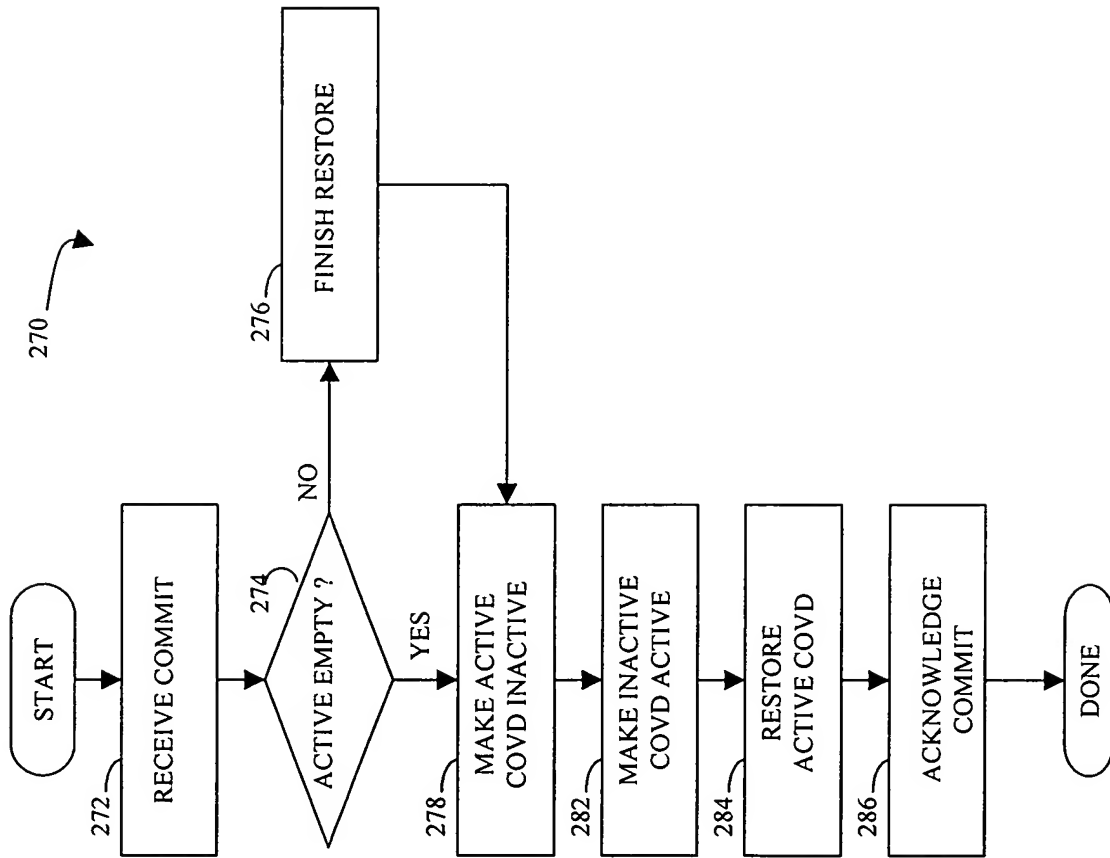 270
START
272
RECEIVE COMMIT
274
ACTIVE EMPTY ?
NO
276
FINISH RESTORE
YES
278
MAKE ACTIVE
COVD INACTIVE
282
MAKE INACTIVE
COVD ACTIVE
284
RESTORE
ACTIVE COVD
286
ACKNOWLEDGE
COMMIT
DONE